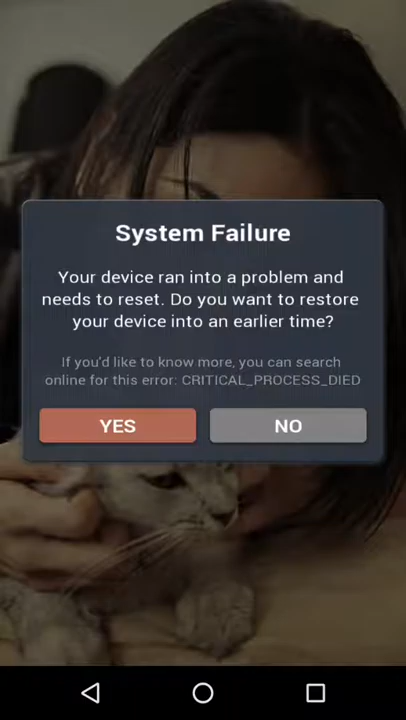 System Failure
Your device ran into a problem and
needs to reset. Do you want to restore
your device into an earlier time?
If you'd like to know more, you can search
online for this error: CRITICAL_PROCESS_DIED
YES
NO